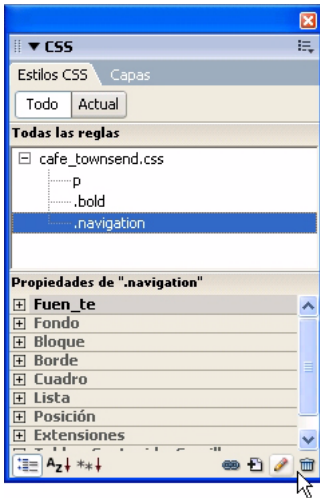 CSS
Estilos CSS Capas
Todo Actual
Todas las reglas
cafe_townsend.css
p
.bold
.navigation
Propiedades de ".navigation"
Fuen_te
Fondo
Bloque
Borde
Cuadro
Lista
Posición
Extensiones
AZ